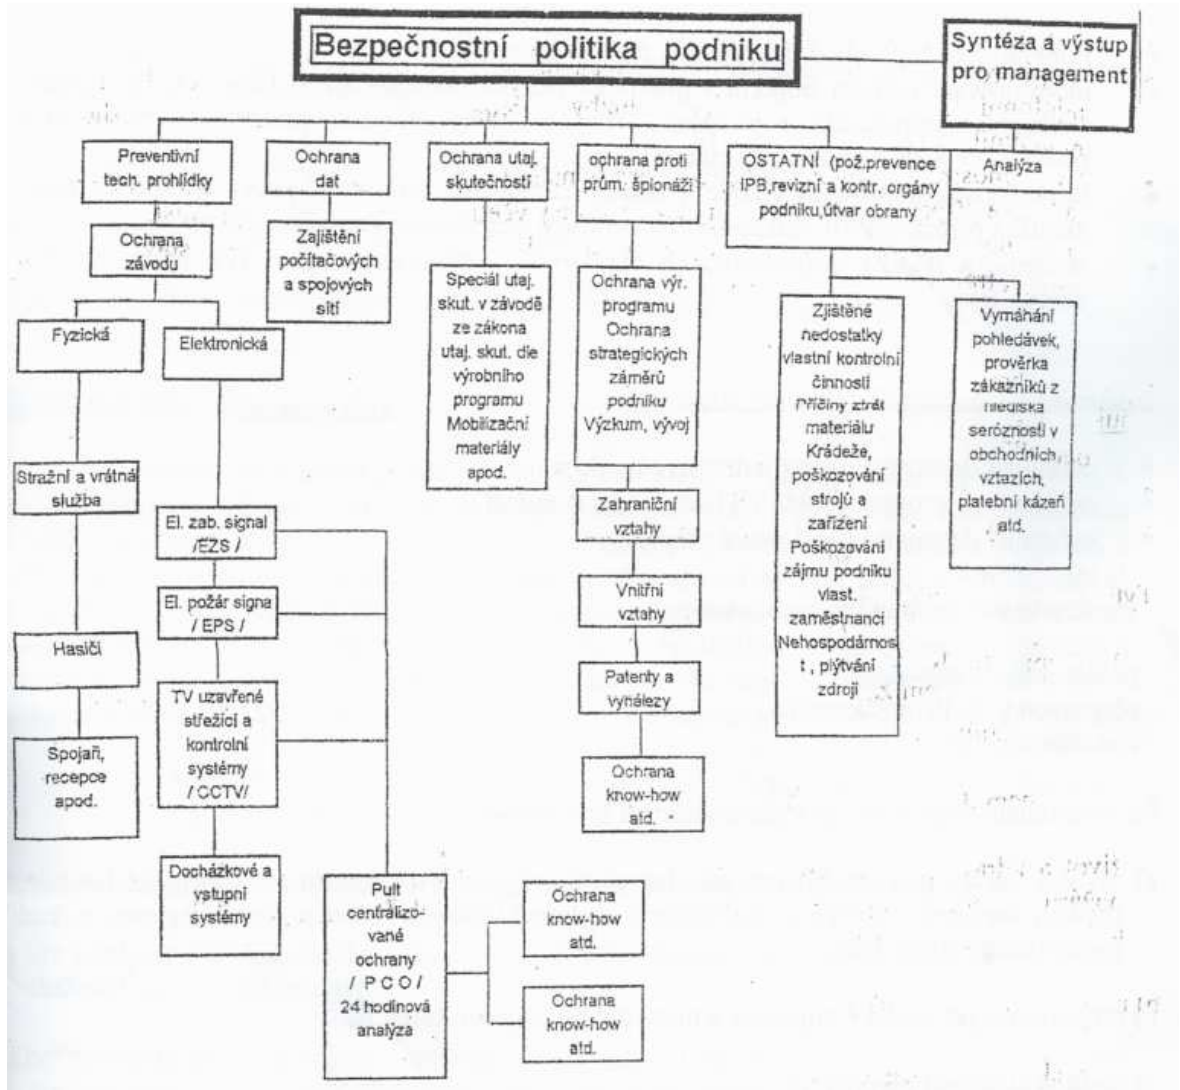 Bezpečnostní politika podniku
Syntéza a výstup
pro management
Preventivní
tech. prohlídky
Ochrana
dat
Ochrana utaj.
skutečností
ochrana proti
prům. špionáži
OSTATNÍ (pož.prevence
IPB,revizní a kontr. orgány
podniku,útvar obrany
Analýza
Ochrana
závodu
Zajištění
počítačových
a spojových
sítí
Speciál utaj.
skut. v závodě
ze zákona
utaj. skut. dle
výrobního
programu
Mobilizační
materiály
apod.
Ochrana výr.
programu
Ochrana
strategických
záměrů
podniku
Výzkum, vývoj
Zjištěné
nedostatky
vlastní kontrolní
činností
Příčiny ztrát
materiálu
Krádeže,
poškozování
strojů a
zařízení
Poškozování
zájmu podniku
vlast.
zaměstnanci
Nehospodárnos
t , plýtvání
zdrojí
Vymáhání
pohledávek,
prověrka
zákazníků z
hlediska
seróznosti v
obchodních
vztazích,
platební kázeň
atd.
Fyzická
Elektronická
Stražní a vrátná
služba
El. zab. signal
/EZS /
El. požár signa
/ EPS /
Hasiči
TV uzavřené
střežící a
kontrolní
systémy
/ CCTV/
Spojaři,
recepce
apod.
Docházkové a
vstupní
systémy
Zahraniční
vztahy
Vnitřní
vztahy
Patenty a
vynálezy
Ochrana
know-how
atd.
Pult
centralizo-
vané
ochrany
/ P C O /
24 hodinová
analýza
Ochrana
know-how
atd.
Ochrana
know-how
atd.